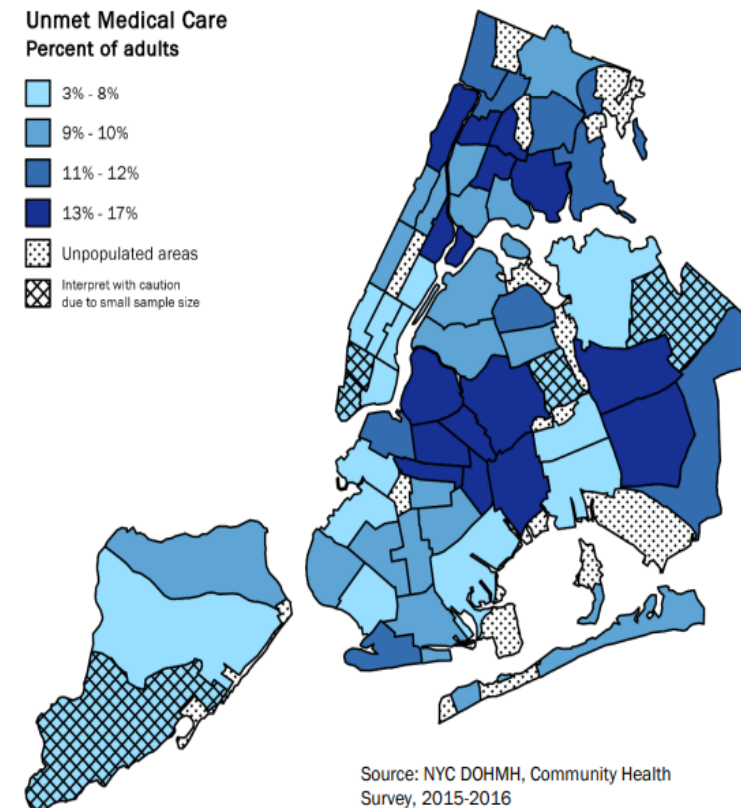 Unmet Medical Care
Percent of adults
3% - 8%
9% - 10%
11% - 12%
13% - 17%
Unpopulated areas
Interpret with caution
due to small sample size
Source: NYC DOHMH, Community Health
Survey, 2015-2016